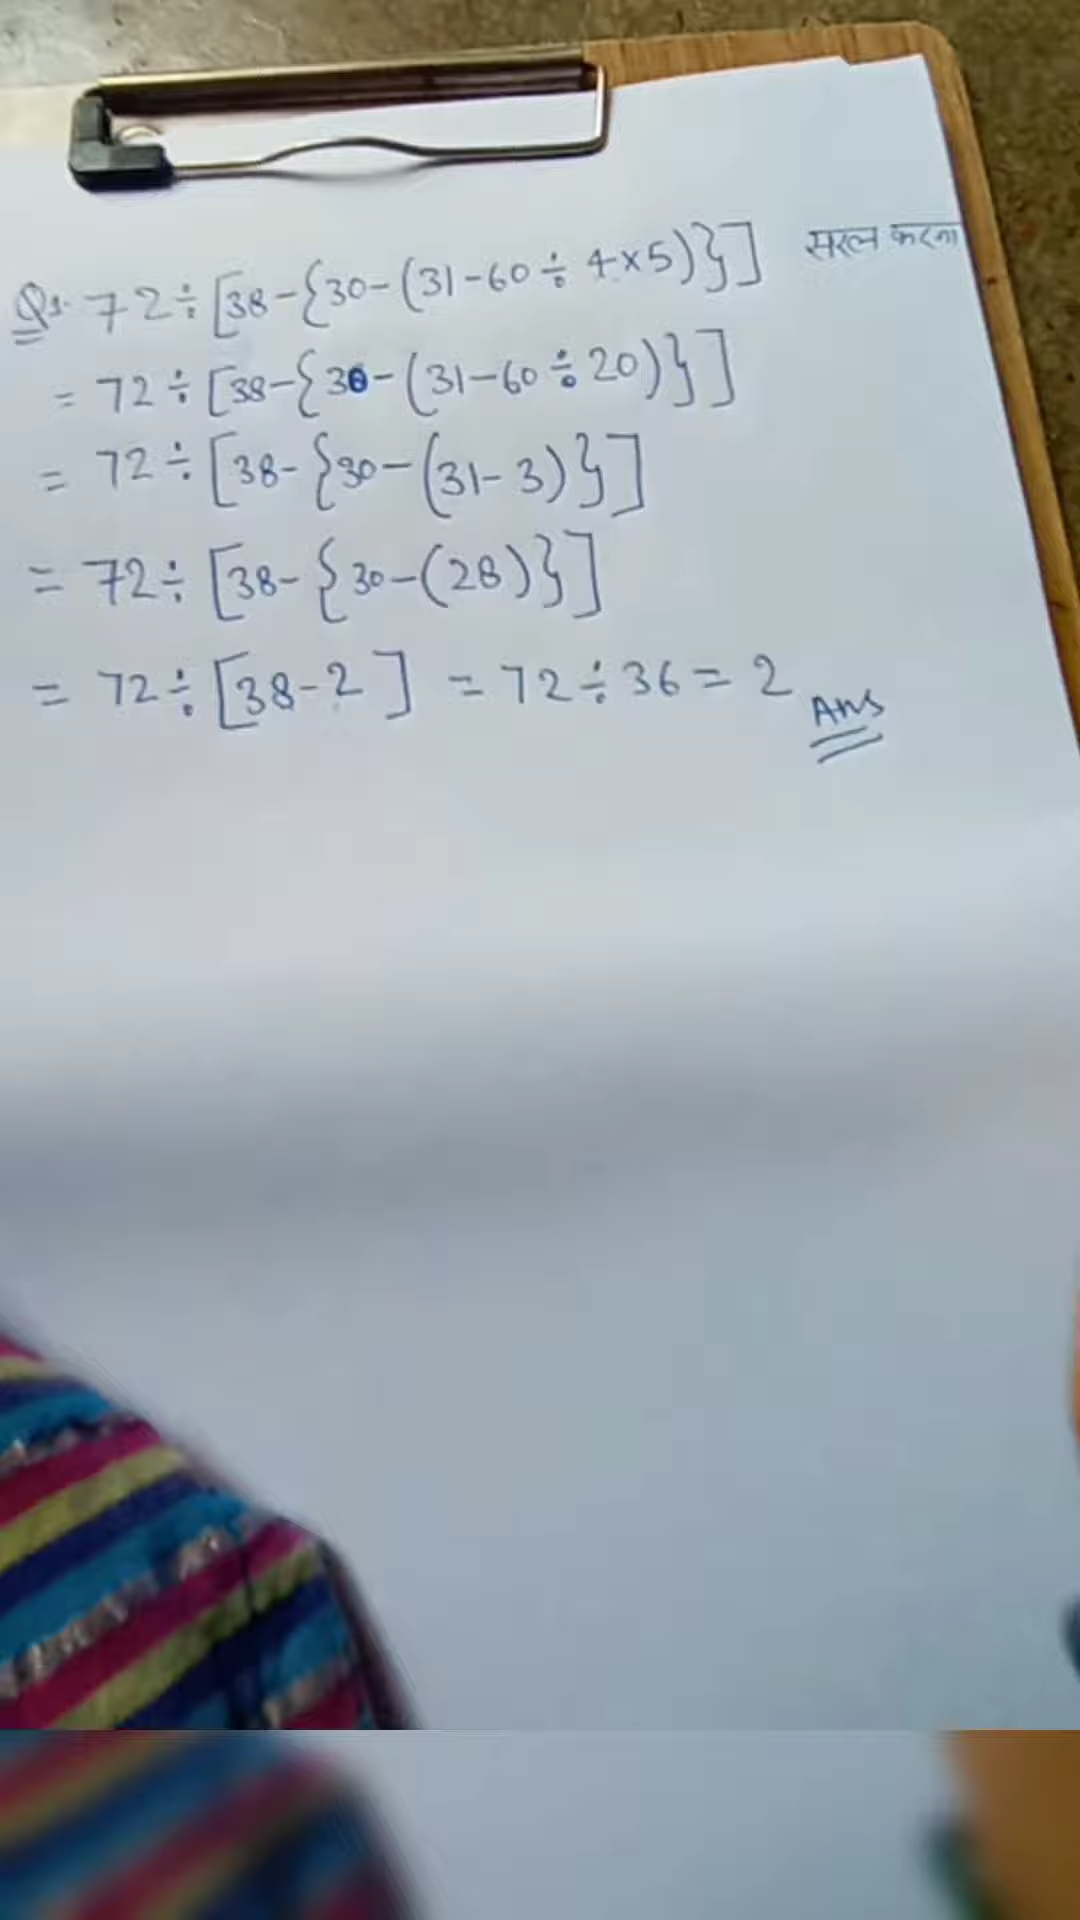 Q1. 72÷[38-{30-(31-60÷4×5)}] सरल करना
= 72÷[38-{30-(31-60÷20)}]
= 72÷[38-{30-(31-3)}]
= 72÷[38-{30-(28)}]
= 72÷[38-2] = 72÷36=2 Ans